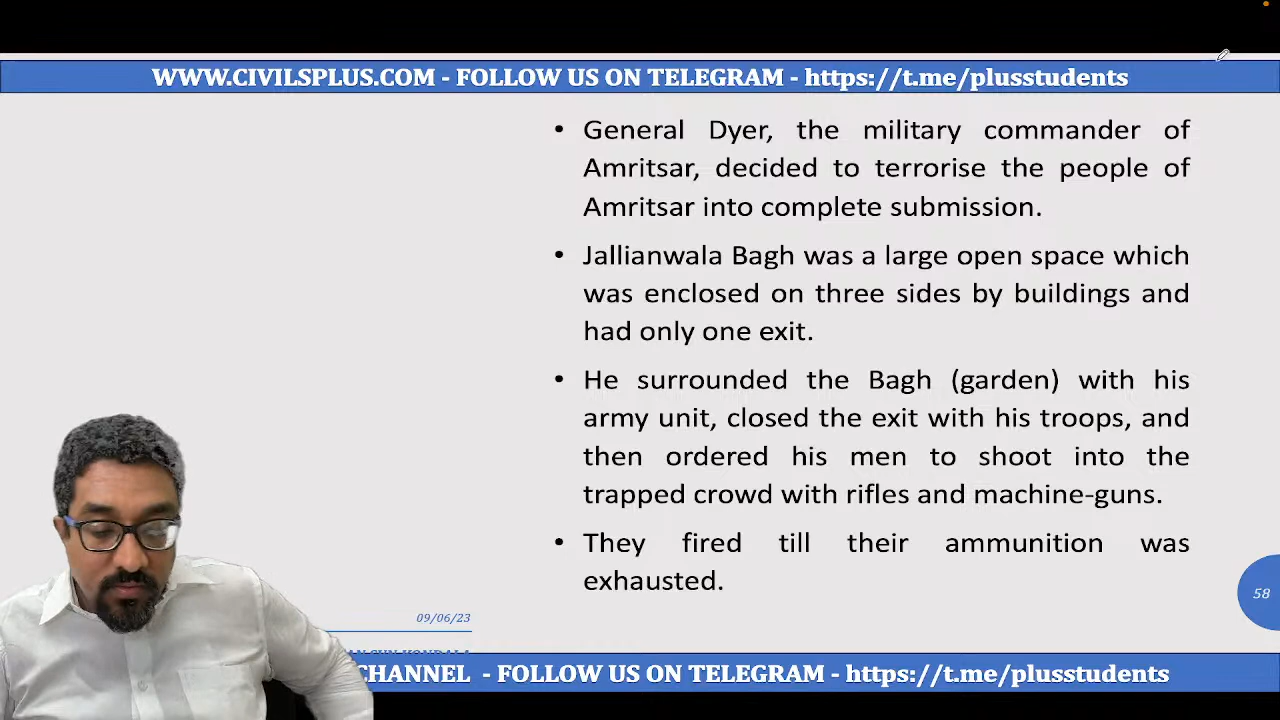 WWW.CIVILSPLUS.COM - FOLLOW US ON TELEGRAM - https://t.me/plusstudents
• General Dyer, the military commander of
Amritsar, decided to terrorise the people of
Amritsar into complete submission.
• Jallianwala Bagh was a large open space which
was enclosed on three sides by buildings and
had only one exit.
• He surrounded the Bagh (garden) with his
army unit, closed the exit with his troops, and
then ordered his men to shoot into the
trapped crowd with rifles and machine-guns.
• They fired till their ammunition was
exhausted.
58
09/06/23
CHANNEL - FOLLOW US ON TELEGRAM - https://t.me/plusstudents